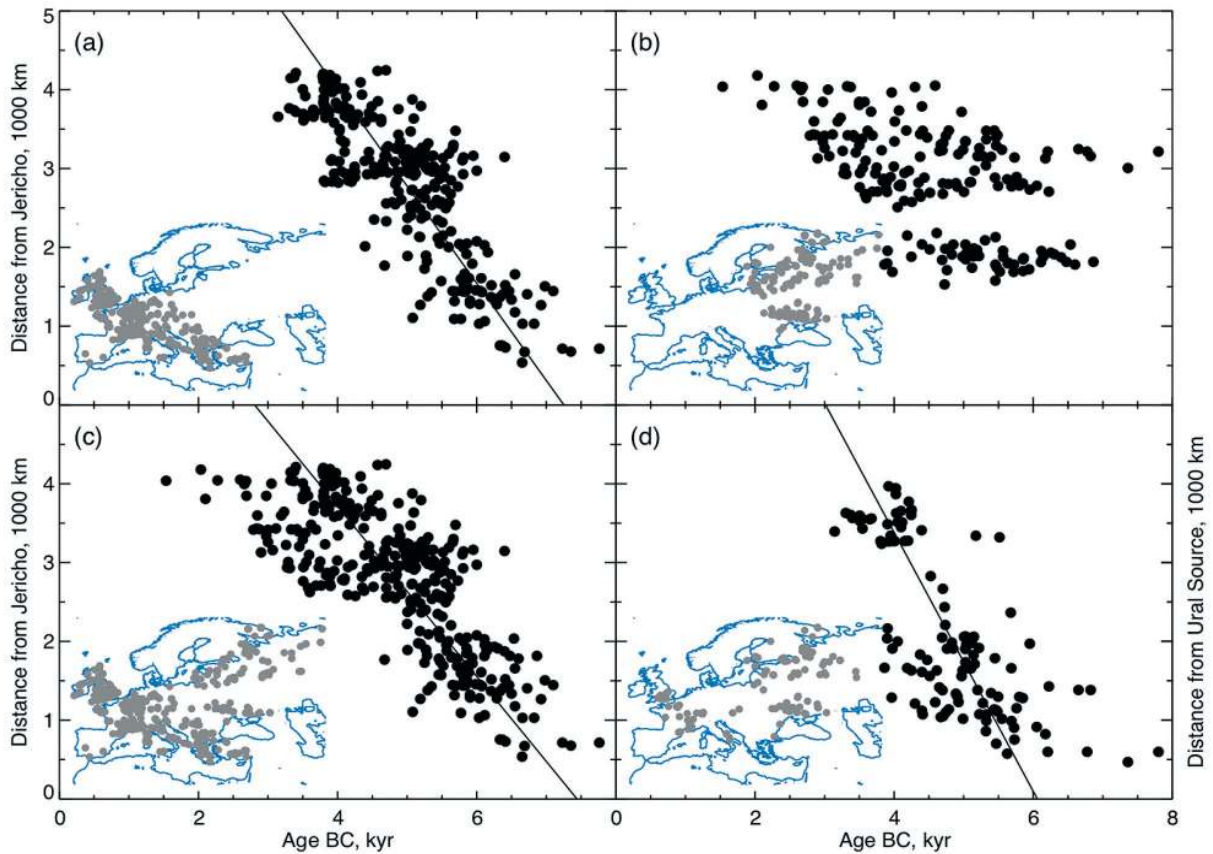 (a)
(b)
Distance from Jericho, 1000 km
5
4
3
2
1
0
(c)
(d)
Distance from Jericho, 1000 km
Distance from Ural Source, 1000 km
4
3
2
1
0
0 2 4 6 0 2 4 6 8
Age BC, kyr Age BC, kyr